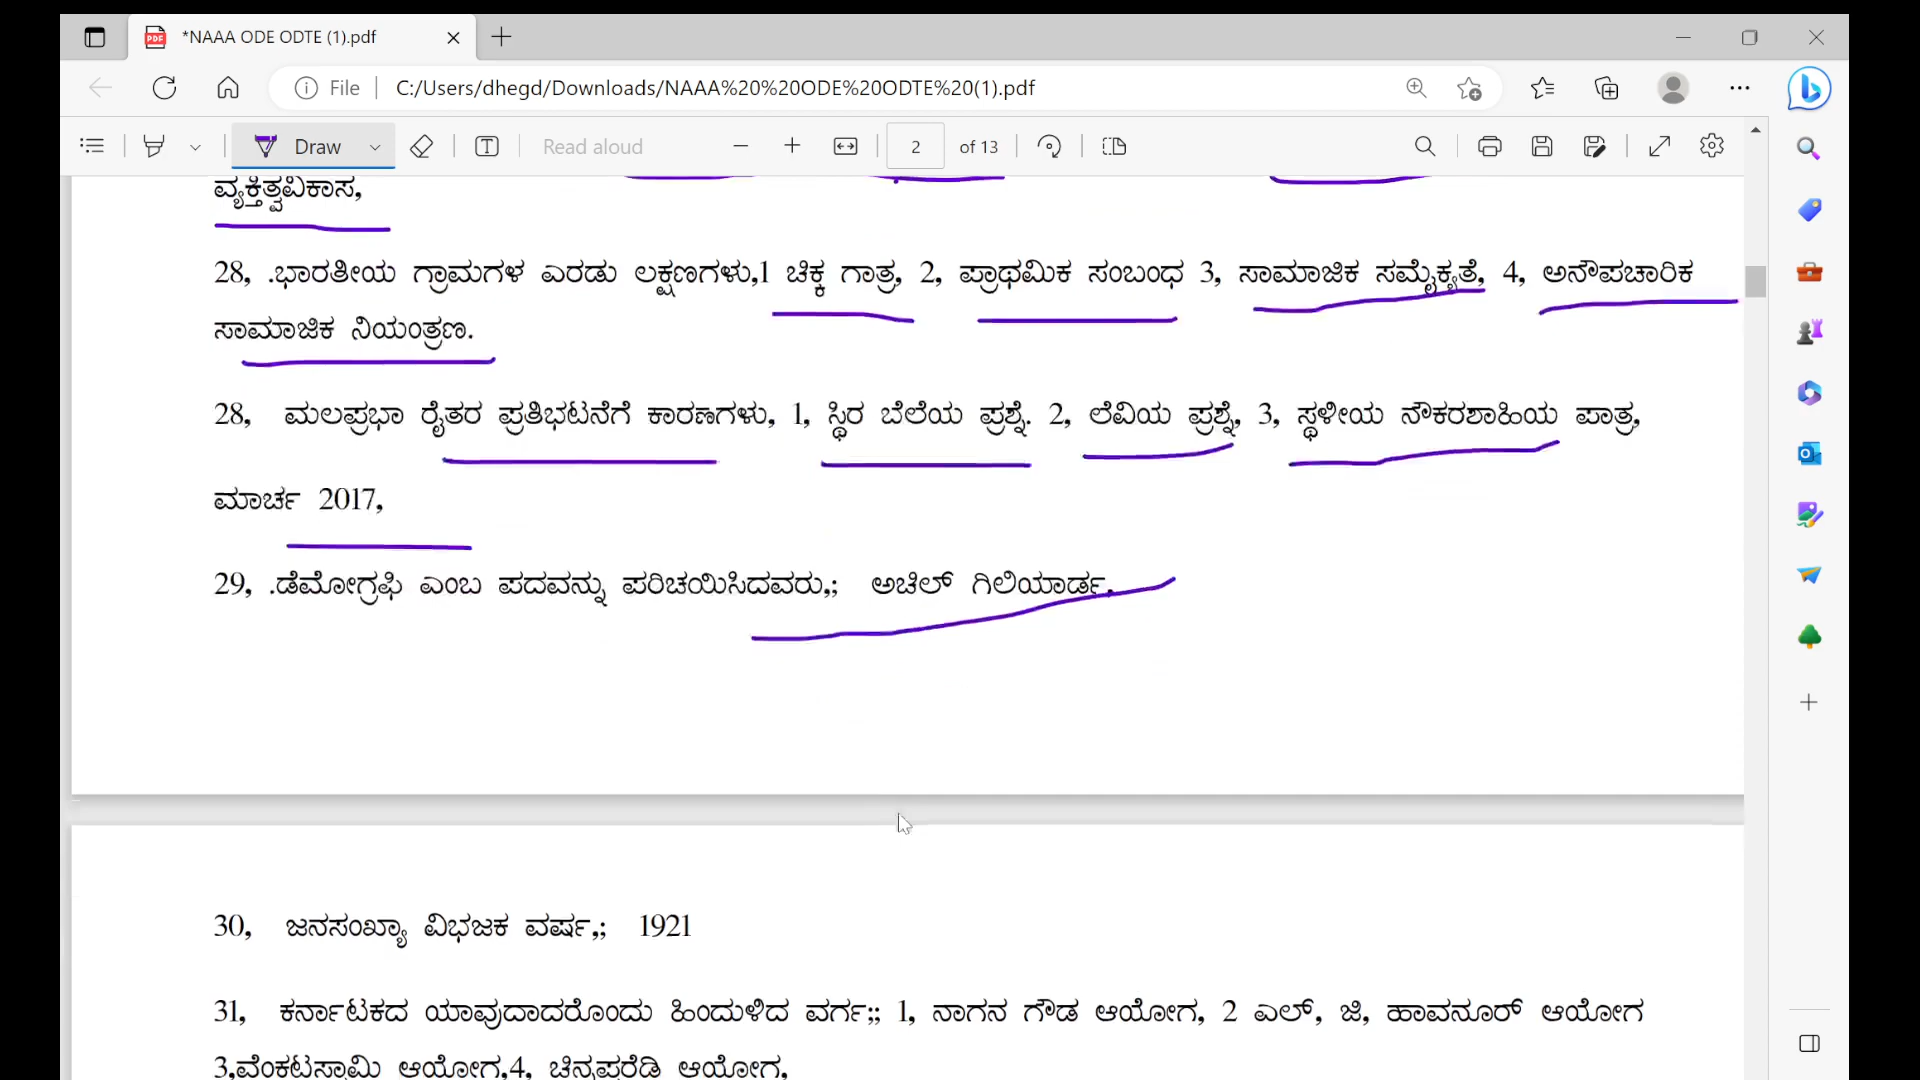 *NAAA ODE ODTE (1).pdf
File C:/Users/dhegd/Downloads/NAAA%20%20ODE%20ODTE%20(1).pdf
Draw Read aloud 2 of 13
ವ್ಯಕ್ತಿತ್ವವಿಕಾಸ,
28, .ಭಾರತೀಯ ಗ್ರಾಮಗಳ ಎರಡು ಲಕ್ಷಣಗಳು,1 ಚಿಕ್ಕ ಗಾತ್ರ, 2, ಪ್ರಾಥಮಿಕ ಸಂಬಂಧ 3, ಸಾಮಾಜಿಕ ಸಮೈಕ್ಯತೆ, 4, ಅನೌಪಚಾರಿಕ
ಸಾಮಾಜಿಕ ನಿಯಂತ್ರಣ.
28, ಮಲಪ್ರಭಾ ರೈತರ ಪ್ರತಿಭಟನೆಗೆ ಕಾರಣಗಳು, 1, ಸ್ಥಿರ ಬೆಲೆಯ ಪ್ರಶ್ನೆ. 2, ಲೆವಿಯ ಪ್ರಶ್ನೆ, 3, ಸ್ಥಳೀಯ ನೌಕರಶಾಹಿಯ ಪಾತ್ರ,
ಮಾರ್ಚ 2017,
29, .ಡೆಮೋಗ್ರಫಿ ಎಂಬ ಪದವನ್ನು ಪರಿಚಯಿಸಿದವರು,; ಅಚಿಲ್ ಗಿಲಿಯಾರ್ಡ,
30, ಜನಸಂಖ್ಯಾ ವಿಭಜಕ ವರ್ಷ,; 1921
31, ಕರ್ನಾಟಕದ ಯಾವುದಾದರೊಂದು ಹಿಂದುಳಿದ ವರ್ಗ;; 1, ನಾಗನ ಗೌಡ ಆಯೋಗ, 2 ಎಲ್, ಜಿ, ಹಾವನೂರ್ ಆಯೋಗ
3,ವೆಂಕಟಸ್ವಾಮಿ ಆಯೋಗ,4, ಚಿನ್ನಪ್ಪರೆಡ್ಡಿ ಆಯೋಗ,